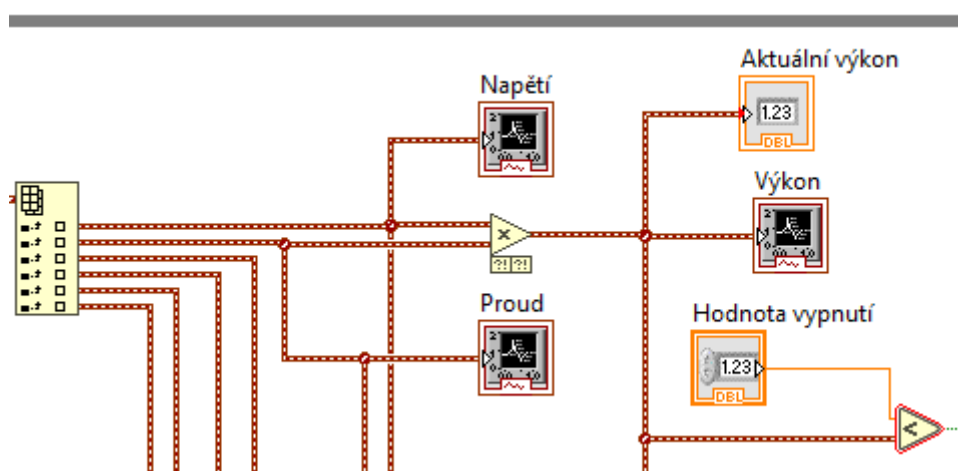 Aktuální výkon
Napětí
1.23
DBL
Výkon
?! ?!
Proud
Hodnota vypnutí
1.23
DBL